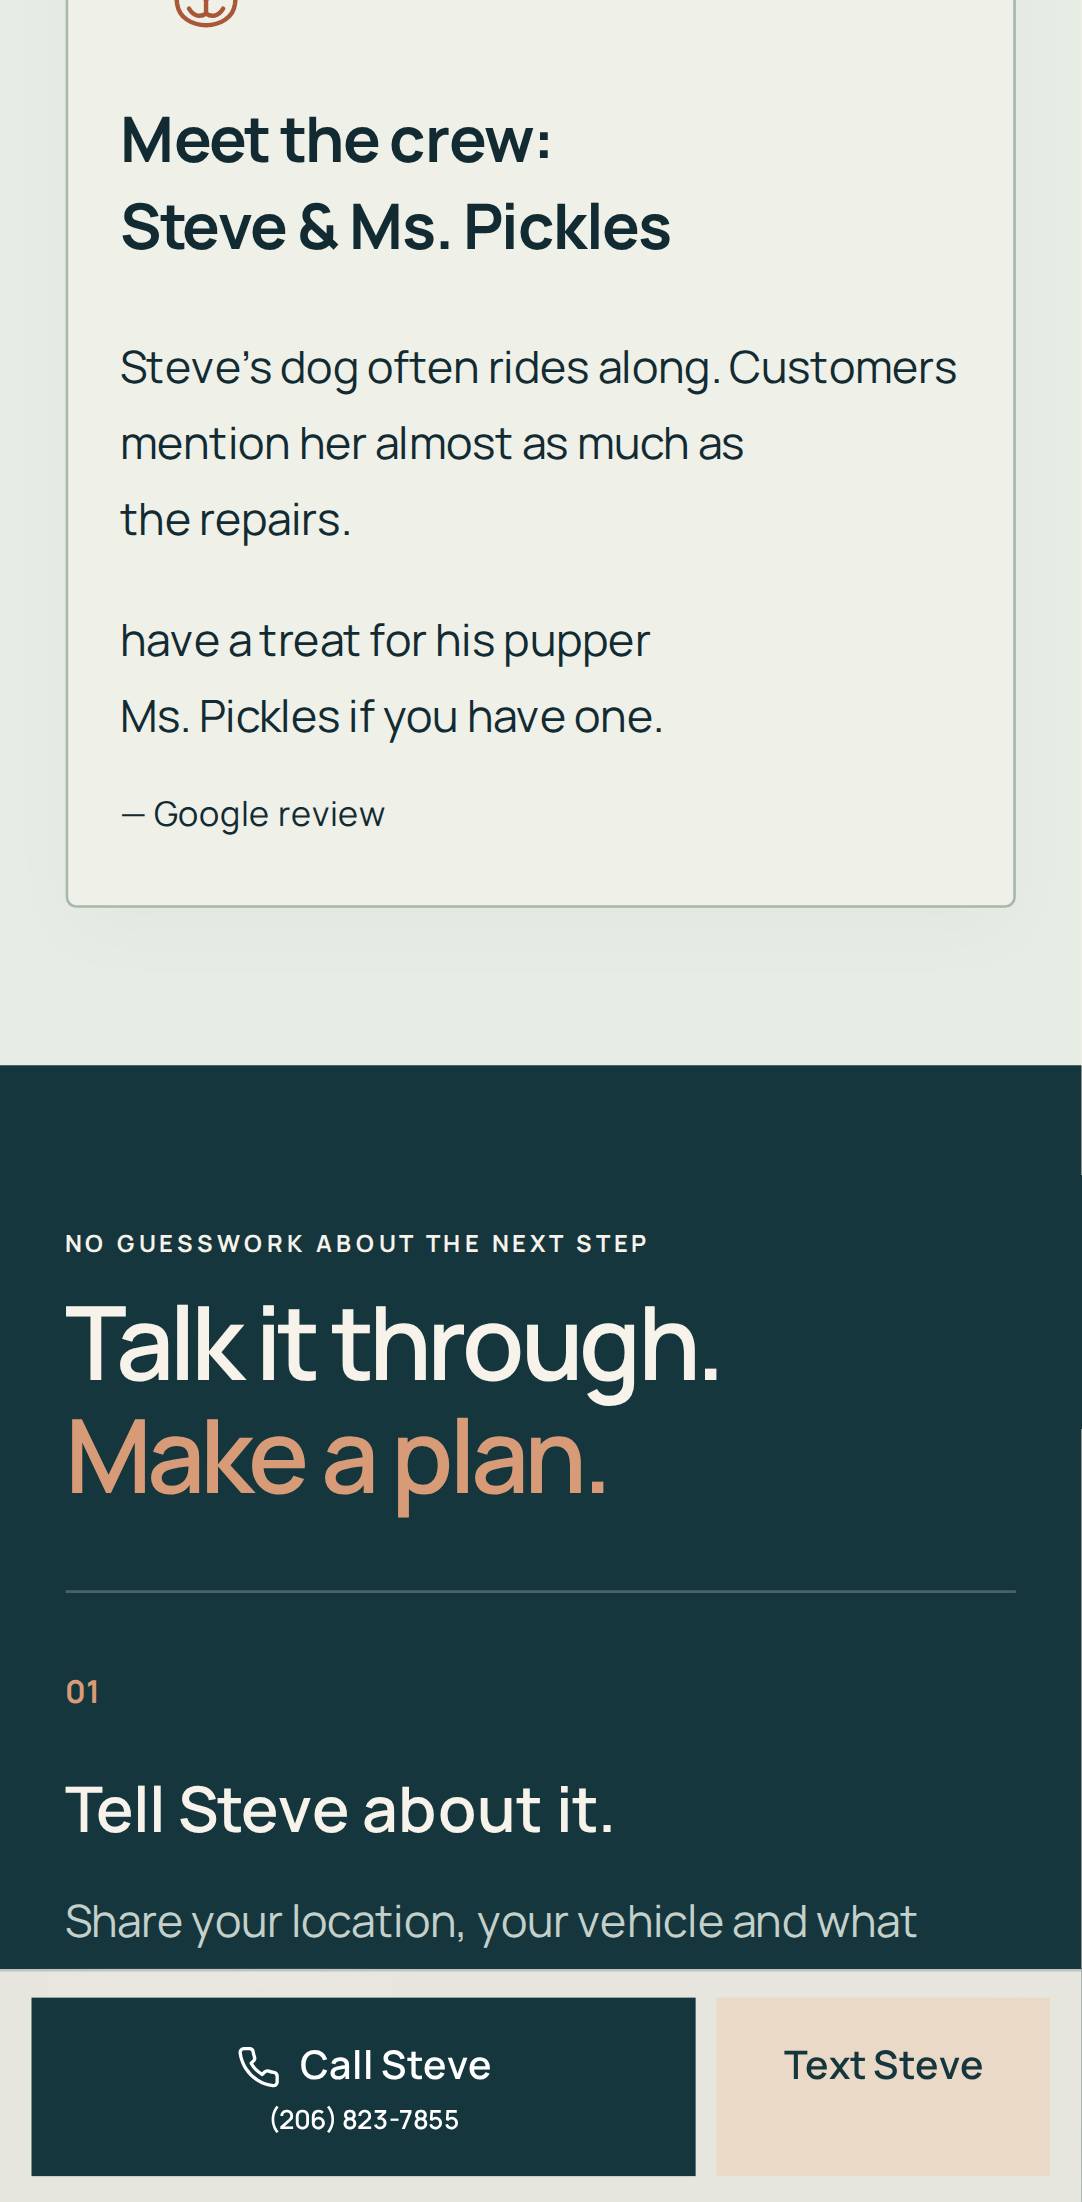 Meet the crew:
Steve & Ms. Pickles
Steve’s dog often rides along. Customers
mention her almost as much as
the repairs.
have a treat for his pupper
Ms. Pickles if you have one.
— Google review
NO GUESSWORK ABOUT THE NEXT STEP
Talk it through.
Make a plan.
01
Tell Steve about it.
Share your location, your vehicle and what
Call Steve
(206) 823-7855
Text Steve